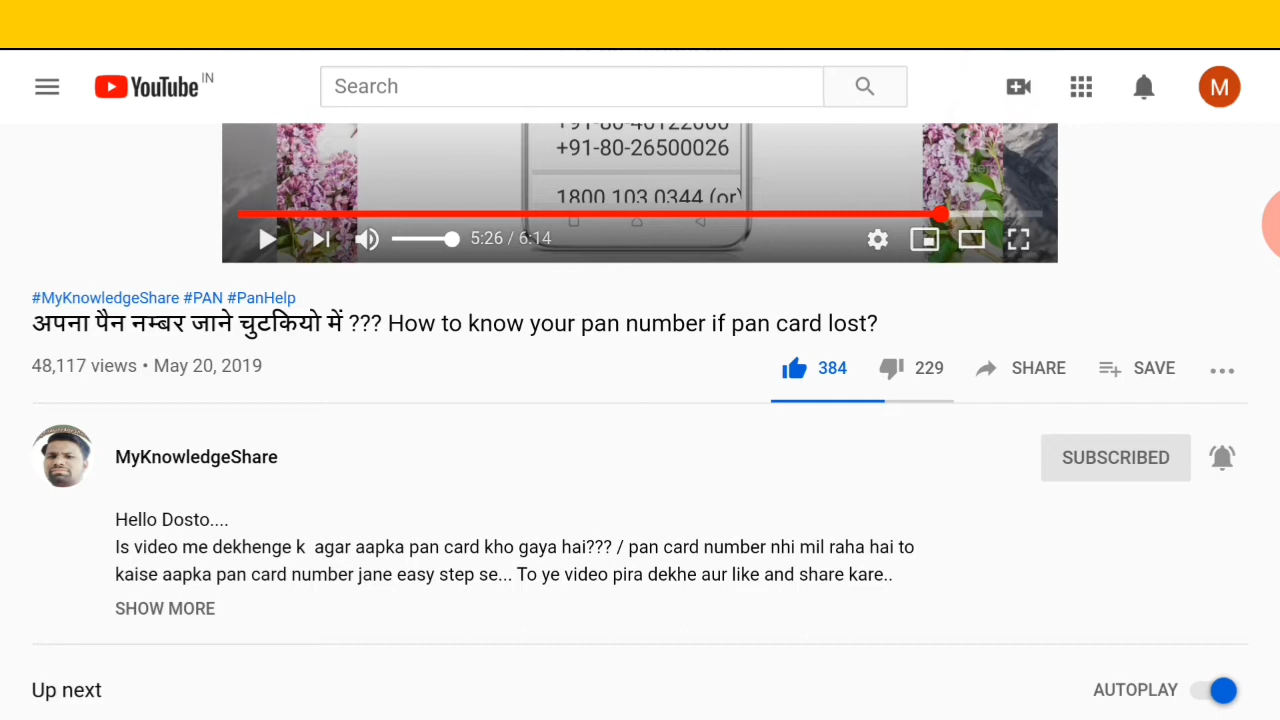 YouTube IN
Search
M
+91-80-46122000
+91-80-26500026
1800 103 0344 (or)
5:26 / 6:14
#MyKnowledgeShare #PAN #PanHelp
अपना पैन नम्बर जाने चुटकियो में ??? How to know your pan number if pan card lost?
48,117 views • May 20, 2019
384
229
SHARE
SAVE
MyKnowledgeShare
SUBSCRIBED
Hello Dosto....
Is video me dekhenge k agar aapka pan card kho gaya hai??? / pan card number nhi mil raha hai to
kaise aapka pan card number jane easy step se... To ye video pira dekhe aur like and share kare..
SHOW MORE
Up next
AUTOPLAY